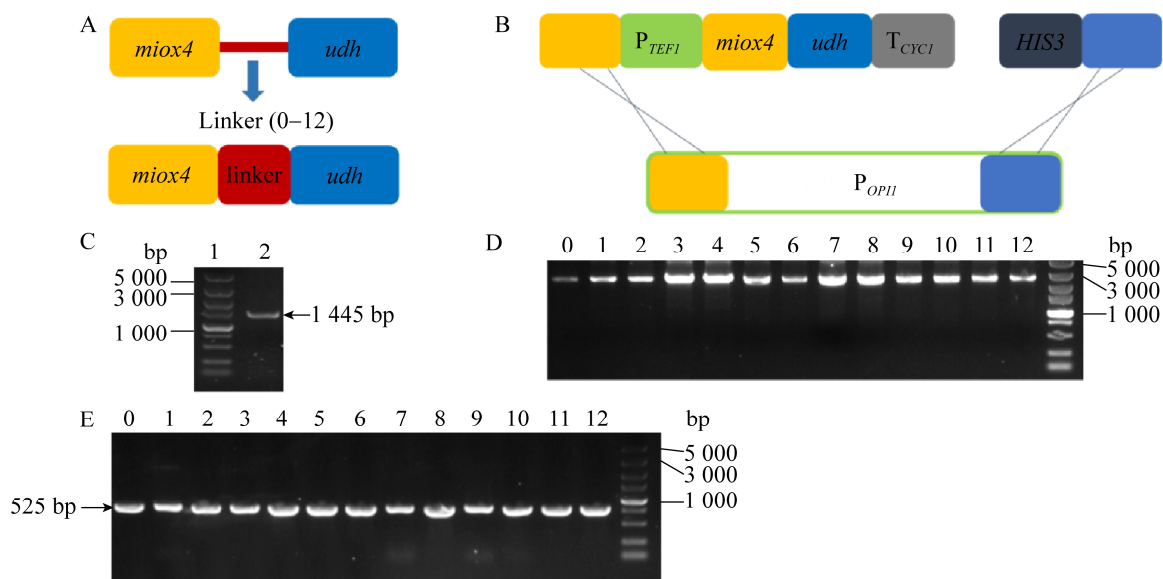 A
miox4
udh
Linker (0–12)
miox4
linker
udh
B
P_TEF1
miox4
udh
T_CYC1
HIS3
P_OPI1
C
bp
1
2
5 000
3 000
1 000
1 445 bp
D
0 1 2 3 4 5 6 7 8 9 10 11 12
bp
5 000
3 000
1 000
E
0 1 2 3 4 5 6 7 8 9 10 11 12
bp
5 000
3 000
1 000
525 bp